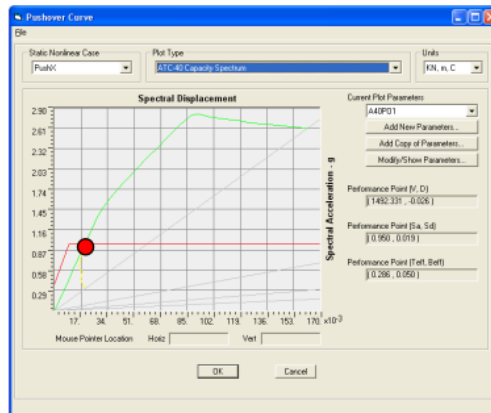 Pushover Curve
File
Static Nonlinear Case
PushX
Plot Type
ATC-40 Capacity Spectrum
Units
KN, m, C
Spectral Displacement
2.90
2.61
2.32
2.03
1.74
1.45
1.16
0.87
0.58
0.29
17. 34. 51. 68. 85. 102. 119. 136. 153. 170. x10-3
Spectral Acceleration - g
Mouse Pointer Location Horiz Vert
Current Plot Parameters
A40PO1
Add New Parameters...
Add Copy of Parameters...
Modify/Show Parameters...
Performance Point (V, D)
( 1492.331 , -0.026 )
Performance Point (Sa, Sd)
( 0.950 , 0.019 )
Performance Point (Teff, Beff)
( 0.286 , 0.050 )
OK
Cancel